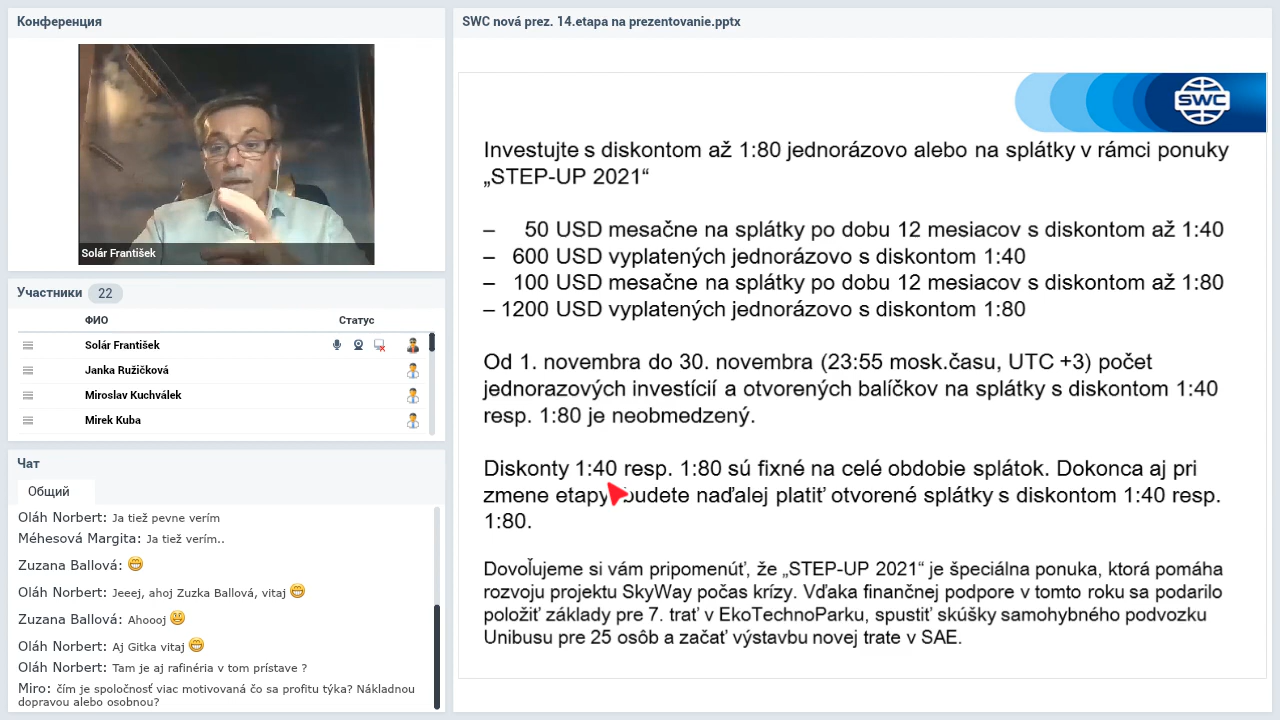 Конференция
Solár František
Участники 22
ФИО Статус
Solár František
Janka Ružičková
Miroslav Kuchválek
Mirek Kuba
Чат
Общий
Oláh Norbert: Ja tiež pevne verím
Méhesová Margita: Ja tiež verím..
Zuzana Ballová:
Oláh Norbert: Jeeej, ahoj Zuzka Ballová, vitaj
Zuzana Ballová: Ahoooj
Oláh Norbert: Aj Gitka vitaj
Oláh Norbert: Tam je aj rafinéria v tom prístave ?
Miro: čím je spoločnosť viac motivovaná čo sa profitu týka? Nákladnou
dopravou alebo osobnou?
SWC nová prez. 14.etapa na prezentovanie.pptx
SWC
Investujte s diskontom až 1:80 jednorázovo alebo na splátky v rámci ponuky
„STEP-UP 2021“
– 50 USD mesačne na splátky po dobu 12 mesiacov s diskontom až 1:40
– 600 USD vyplatených jednorázovo s diskontom 1:40
– 100 USD mesačne na splátky po dobu 12 mesiacov s diskontom až 1:80
– 1200 USD vyplatených jednorázovo s diskontom 1:80
Od 1. novembra do 30. novembra (23:55 mosk.času, UTC +3) počet
jednorazových investícií a otvorených balíčkov na splátky s diskontom 1:40
resp. 1:80 je neobmedzený.
Diskonty 1:40 resp. 1:80 sú fixné na celé obdobie splátok. Dokonca aj pri
zmene etapy budete naďalej platiť otvorené splátky s diskontom 1:40 resp.
1:80.
Dovoľujeme si vám pripomenúť, že „STEP-UP 2021“ je špeciálna ponuka, ktorá pomáha
rozvoju projektu SkyWay počas krízy. Vďaka finančnej podpore v tomto roku sa podarilo
položiť základy pre 7. trať v EkoTechnoParku, spustiť skúšky samohybného podvozku
Unibusu pre 25 osôb a začať výstavbu novej trate v SAE.